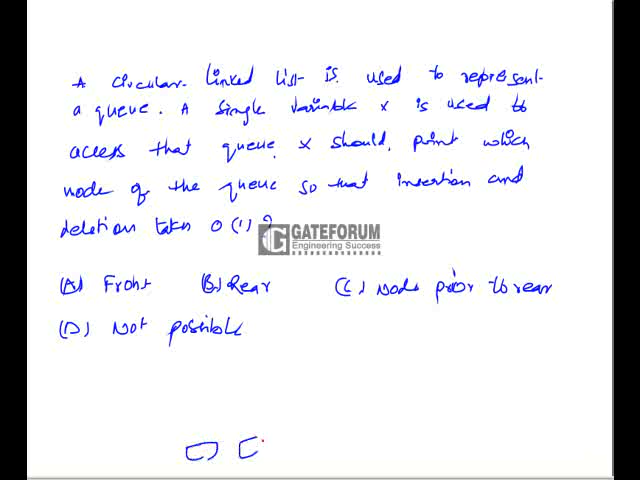 A circular linked list is used to represent
a queue. A single variable x is used to
access that queue. x should point which
node of the queue so that insertion and
deletion takes O(1)?
GATEFORUM
Engineering Success
(A) Front (B) Rear (C) Node prior to rear
(D) Not possible